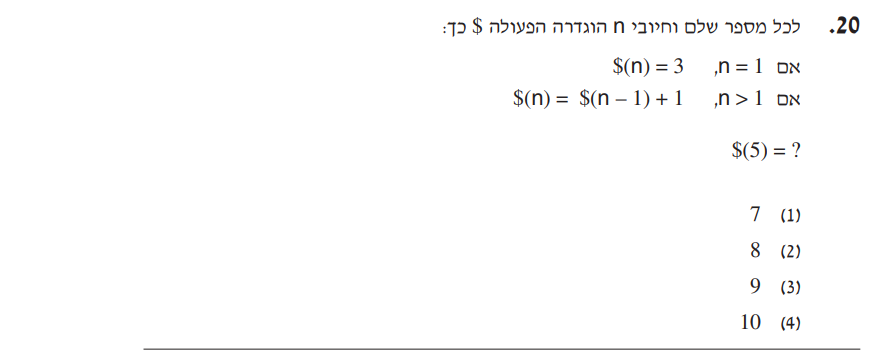 20. לכל מספר שלם וחיובי n הוגדרה הפעולה $ כך:
אם n = 1, $(n) = 3
אם n > 1, $(n) = $(n – 1) + 1
$(5) = ?
(1) 7
(2) 8
(3) 9
(4) 10